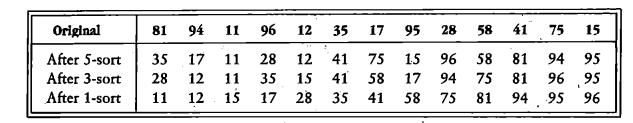 Original 81 94 11 96 12 35 17 95 28 58 41 75 15
After 5-sort 35 17 11 28 12 41 75 15 96 58 81 94 95
After 3-sort 28 12 11 35 15 41 58 17 94 75 81 96 95
After 1-sort 11 12 15 17 28 35 41 58 75 81 94 95 96